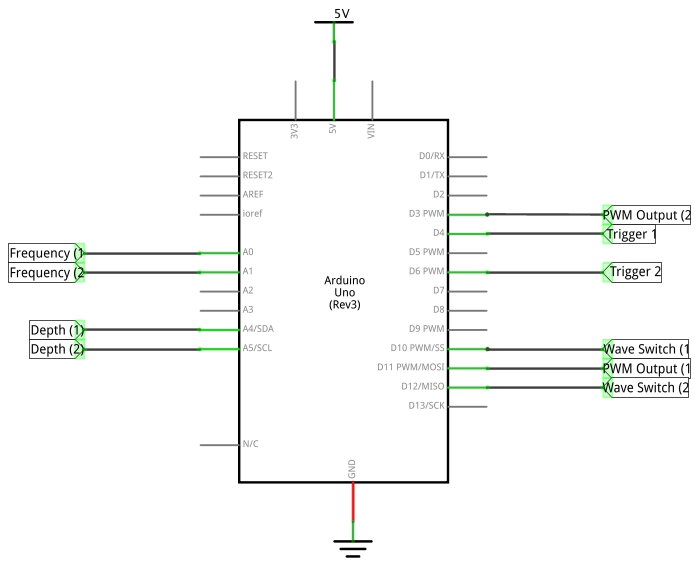 5V
3V3
5V
VIN
RESET
RESET2
AREF
ioref
A0
A1
A2
A3
A4/SDA
A5/SCL
N/C
Frequency (1
Frequency (2
Depth (1)
Depth (2)
Arduino
Uno
(Rev3)
D0/RX
D1/TX
D2
D3 PWM
D4
D5 PWM
D6 PWM
D7
D8
D9 PWM
D10 PWM/SS
D11 PWM/MOSI
D12/MISO
D13/SCK
PWM Output (2
Trigger 1
Trigger 2
Wave Switch (1
PWM Output (1
Wave Switch (2
GND